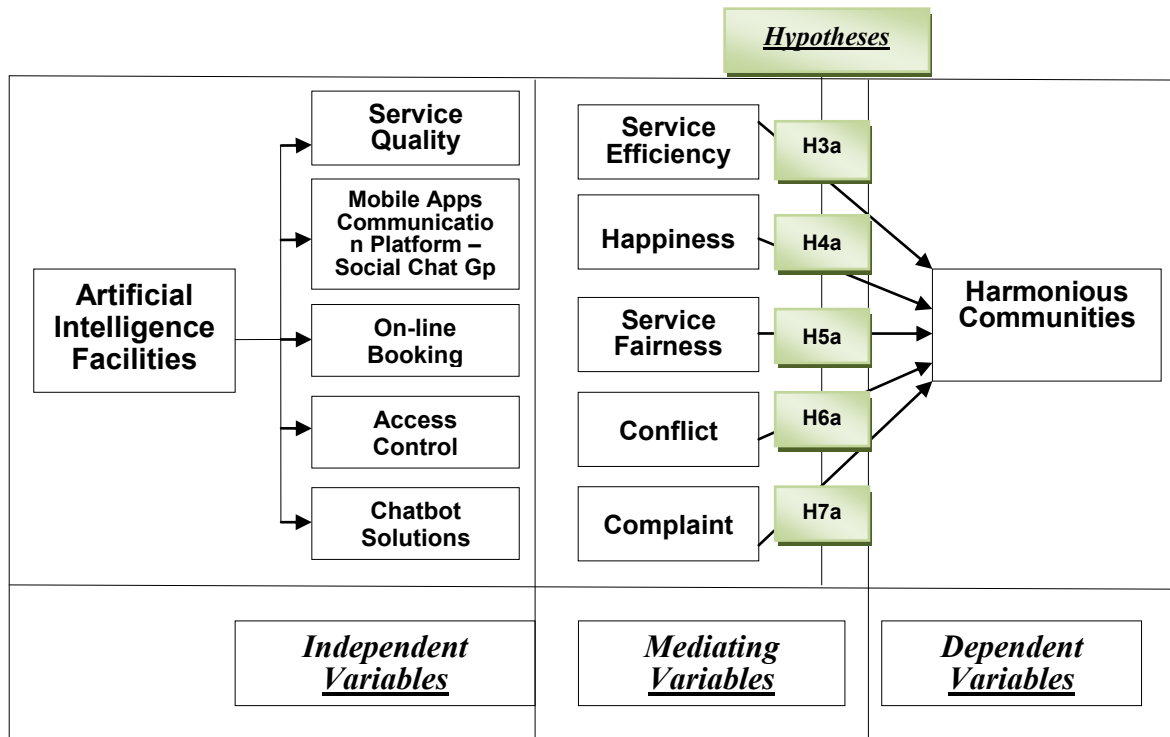 Hypotheses
Service
Quality
Mobile Apps
Communicatio
n Platform –
Social Chat Gp
On-line
Booking
Access
Control
Chatbot
Solutions
Artificial
Intelligence
Facilities
Service
Efficiency
Happiness
Service
Fairness
Conflict
Complaint
H3a
H4a
H5a
H6a
H7a
Harmonious
Communities
Independent
Variables
Mediating
Variables
Dependent
Variables